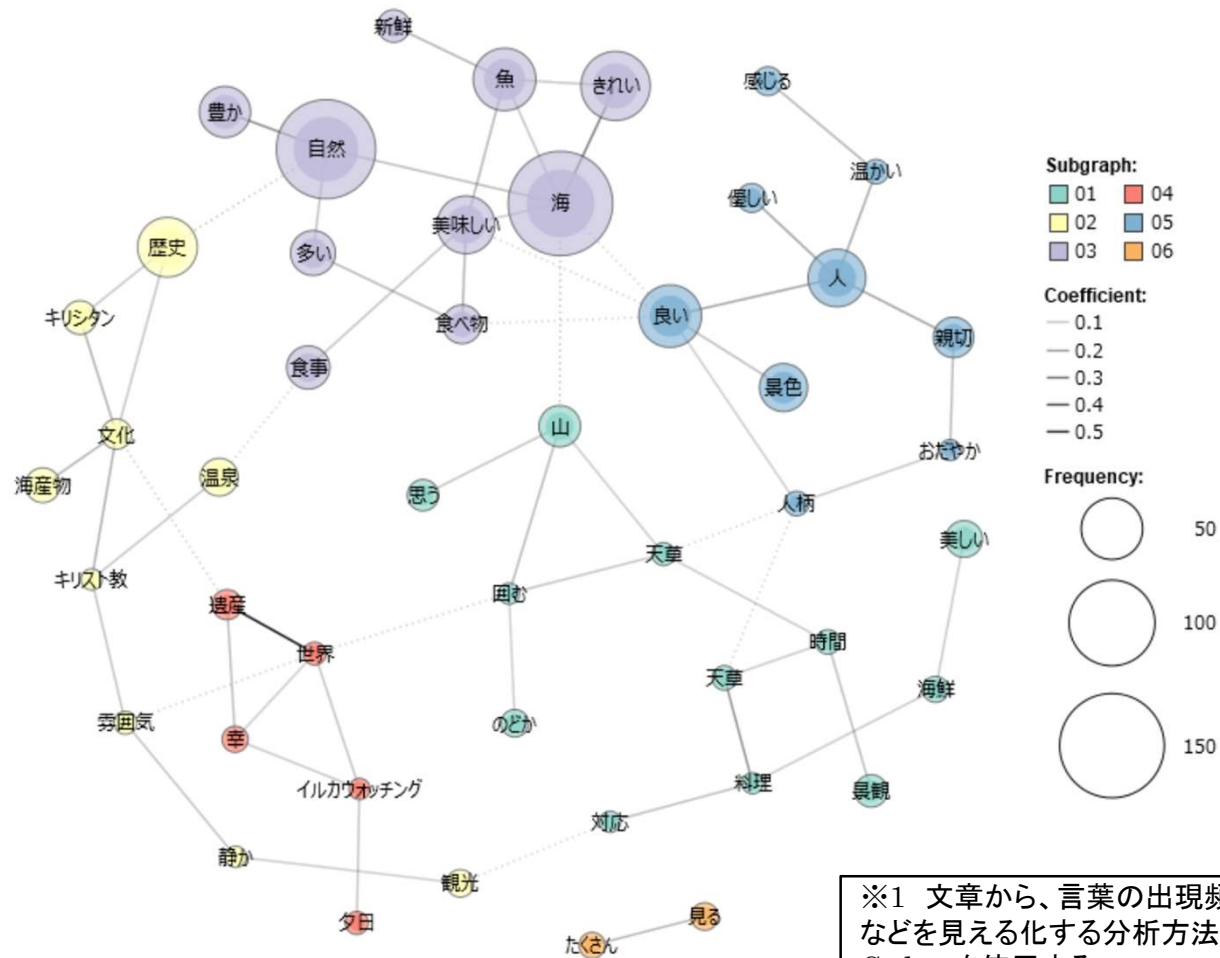 新鮮
魚
きれい
感じる
豊か
自然
温かい
優しい
海
美味しい
歴史
多い
人
キリシタン
食べ物
良い
親切
食事
景色
山
文化
おだやか
海産物
温泉
思う
人柄
美しい
天草
キリスト教
囲む
遺産
時間
世界
天草
海鮮
雰囲気
のどか
幸
イルカウォッチング
料理
景観
対応
静か
観光
夕日
見る
たくさん
Subgraph:
01 04
02 05
03 06
Coefficient:
0.1
0.2
0.3
0.4
0.5
Frequency:
50
100
150
※1 文章から、言葉の出現頻
などを見える化する分析方法